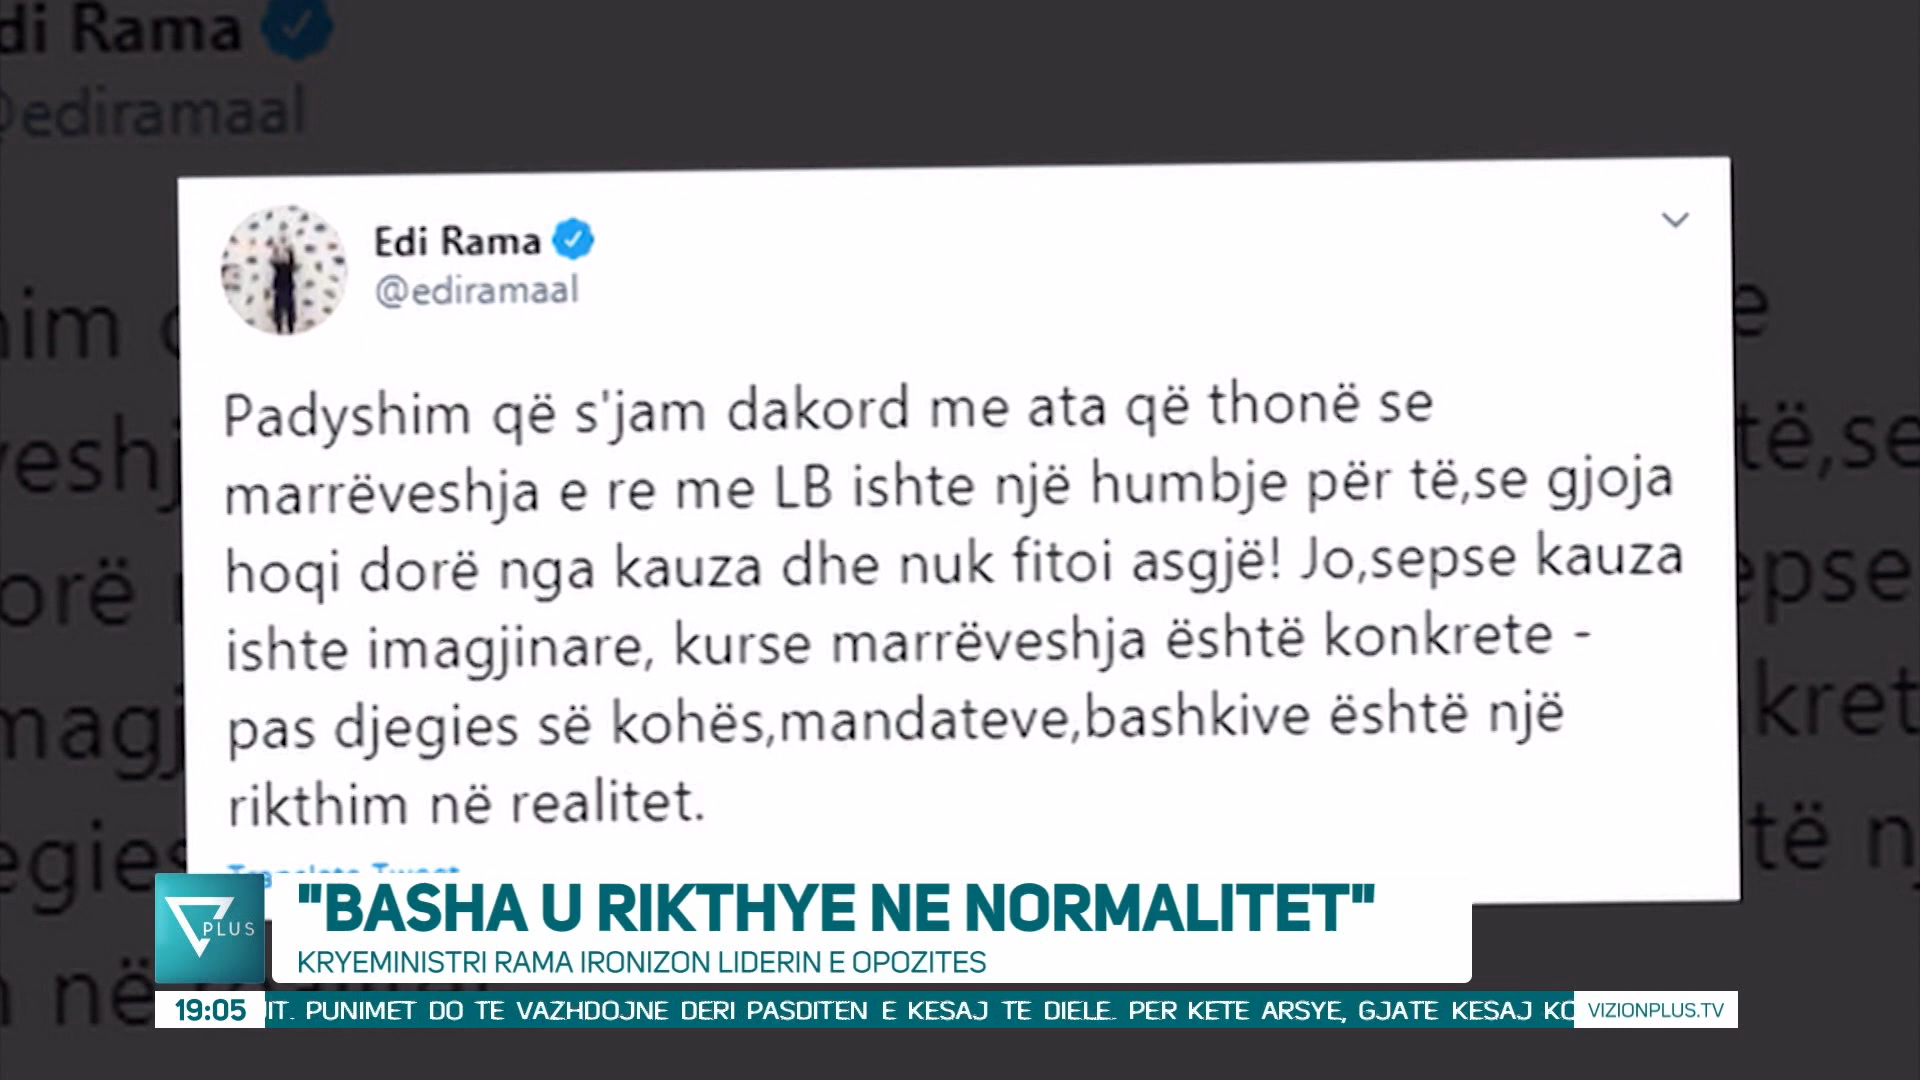 di Rama
@ediramaal
Edi Rama
@ediramaal
Padyshim që s'jam dakord me ata që thonë se
marrëveshja e re me LB ishte një humbje për të,se gjoja
hoqi dorë nga kauza dhe nuk fitoi asgjë! Jo,sepse kauza
ishte imagjinare, kurse marrëveshja është konkrete -
pas djegies së kohës,mandateve,bashkive është një
rikthim në realitet.
Translate Tweet
PLUS
"BASHA U RIKTHYE NE NORMALITET"
KRYEMINISTRI RAMA IRONIZON LIDERIN E OPOZITES
19:05 IT. PUNIMET DO TE VAZHDOJNE DERI PASDITEN E KESAJ TE DIELE. PER KETE ARSYE, GJATE KESAJ KO VIZIONPLUS.TV